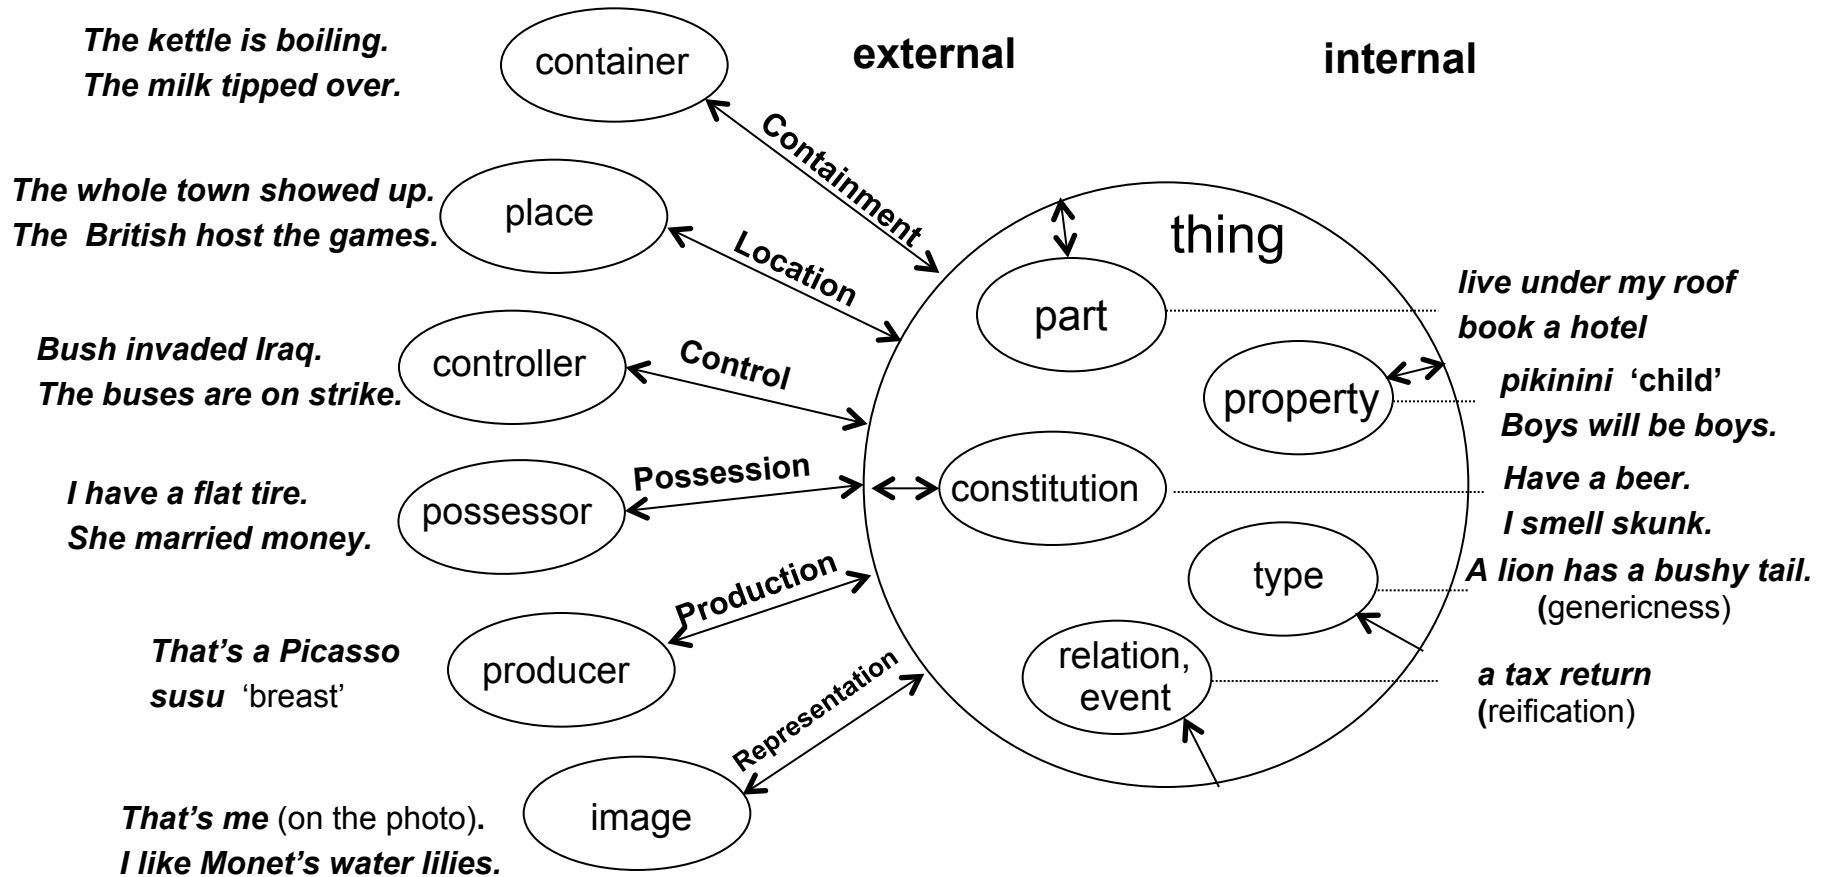 The kettle is boiling.
The milk tipped over.
container
external
internal
Containment
The whole town showed up.
The British host the games.
place
Location
thing
part
live under my roof
book a hotel
Bush invaded Iraq.
The buses are on strike.
controller
Control
property
pikinini ‘child’
Boys will be boys.
I have a flat tire.
She married money.
possessor
Possession
constitution
Have a beer.
I smell skunk.
type
A lion has a bushy tail.
(genericness)
That’s a Picasso
susu ‘breast’
producer
Production
relation,
event
a tax return
(reification)
Representation
That’s me (on the photo).
I like Monet’s water lilies.
image